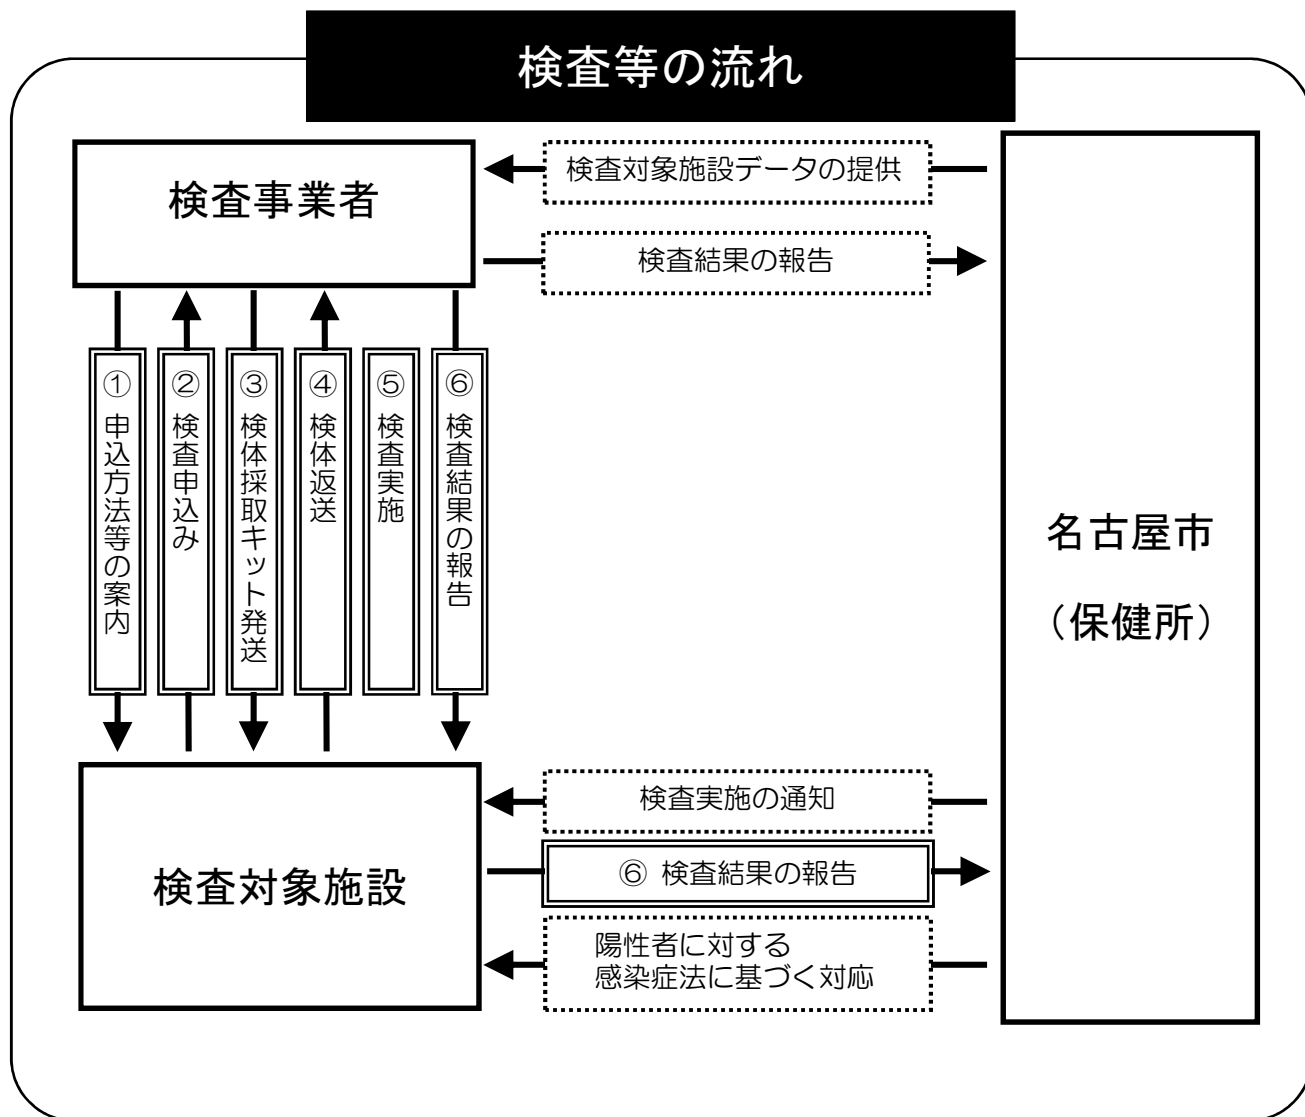 検査等の流れ
検査事業者
検査対象施設データの提供
検査結果の報告
① 申込方法等の案内
② 検査申込み
③ 検体採取キット発送
④ 検体返送
⑤ 検査実施
⑥ 検査結果の報告
名古屋市
（保健所）
検査対象施設
検査実施の通知
⑥ 検査結果の報告
陽性者に対する
感染症法に基づく対応